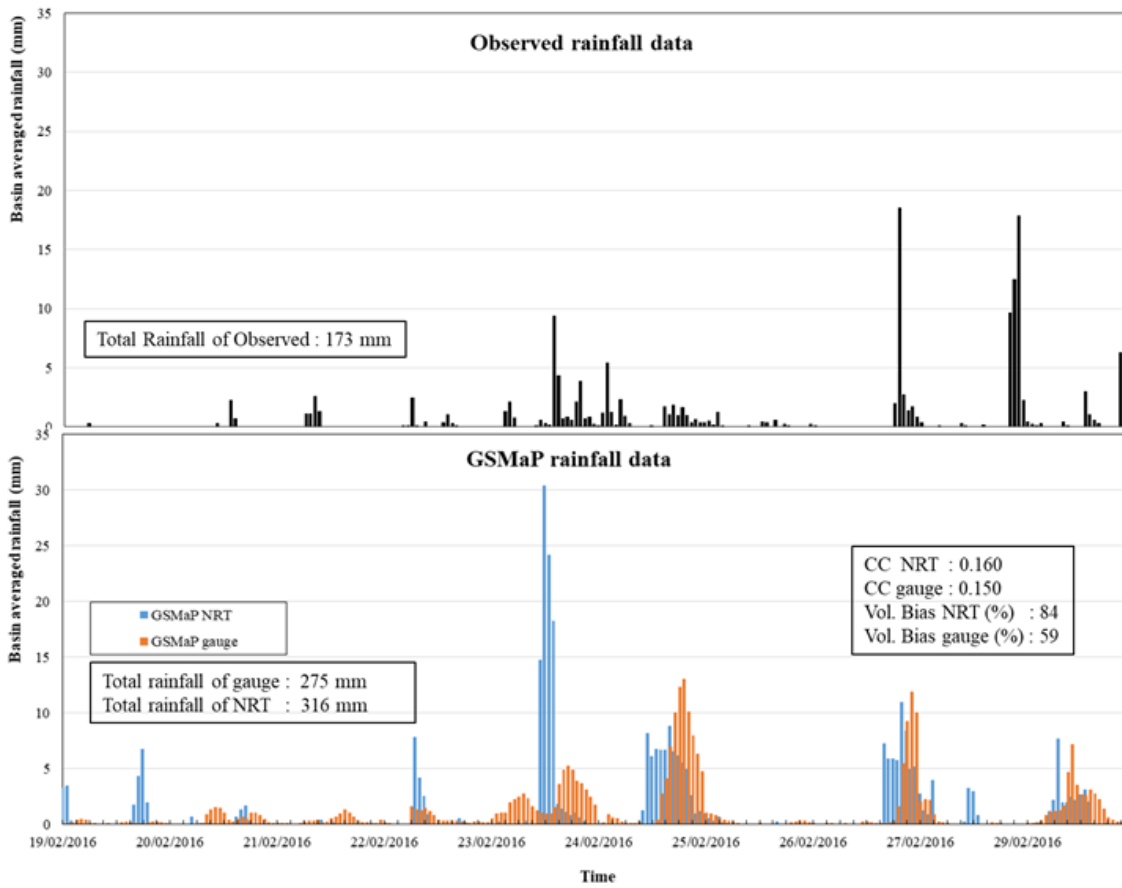 Observed rainfall data
Basin averaged rainfall (mm)
35
30
25
20
15
10
5
0
Total Rainfall of Observed : 173 mm
GSMaP rainfall data
Basin averaged rainfall (mm)
35
30
25
20
15
10
5
0
CC NRT : 0.160
CC gauge : 0.150
Vol. Bias NRT (%) : 84
Vol. Bias gauge (%) : 59
GSMaP NRT
GSMaP gauge
Total rainfall of gauge : 275 mm
Total rainfall of NRT : 316 mm
19/02/2016 20/02/2016 21/02/2016 22/02/2016 23/02/2016 24/02/2016 25/02/2016 26/02/2016 27/02/2016 29/02/2016
Time